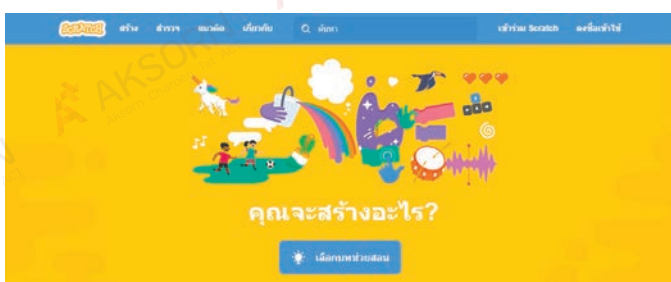 SCRATCH สร้าง สำรวจ แนวคิด เกี่ยวกับ ค้นหา เข้าร่วม Scratch ลงชื่อเข้าใช้
AKSORN
คุณจะสร้างอะไร?
เลือกบทช่วยสอน